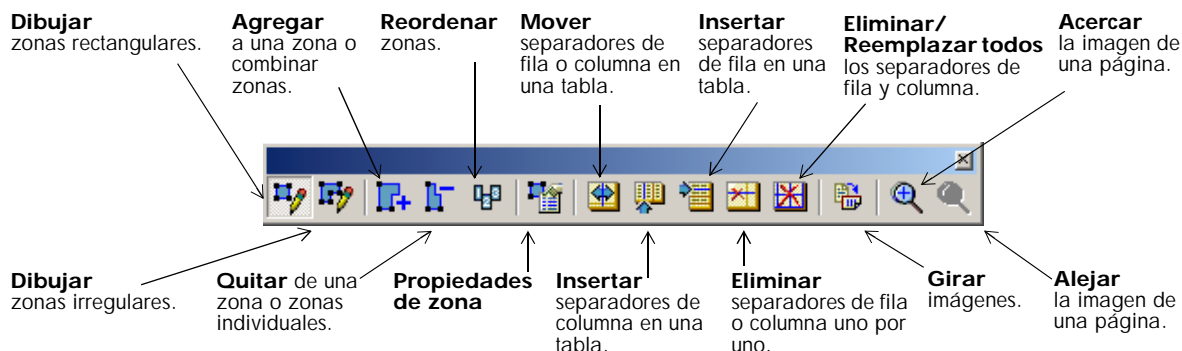 Dibujar
zonas rectangulares.
Agregar
a una zona o
combinar
zonas.
Reordenar
zonas.
Mover
separadores de
fila o columna en
una tabla.
Insertar
separadores
de fila en una
tabla.
Eliminar/
Reemplazar todos
los separadores de
fila y columna.
Acercar
la imagen de
una página.
Dibujar
zonas irregulares.
Quitar de una
zona o zonas
individuales.
Propiedades
de zona
Insertar
separadores de
columna en una
tabla.
Eliminar
separadores de fila
o columna uno por
uno.
Girar
imágenes.
Alejar
la imagen de
una página.